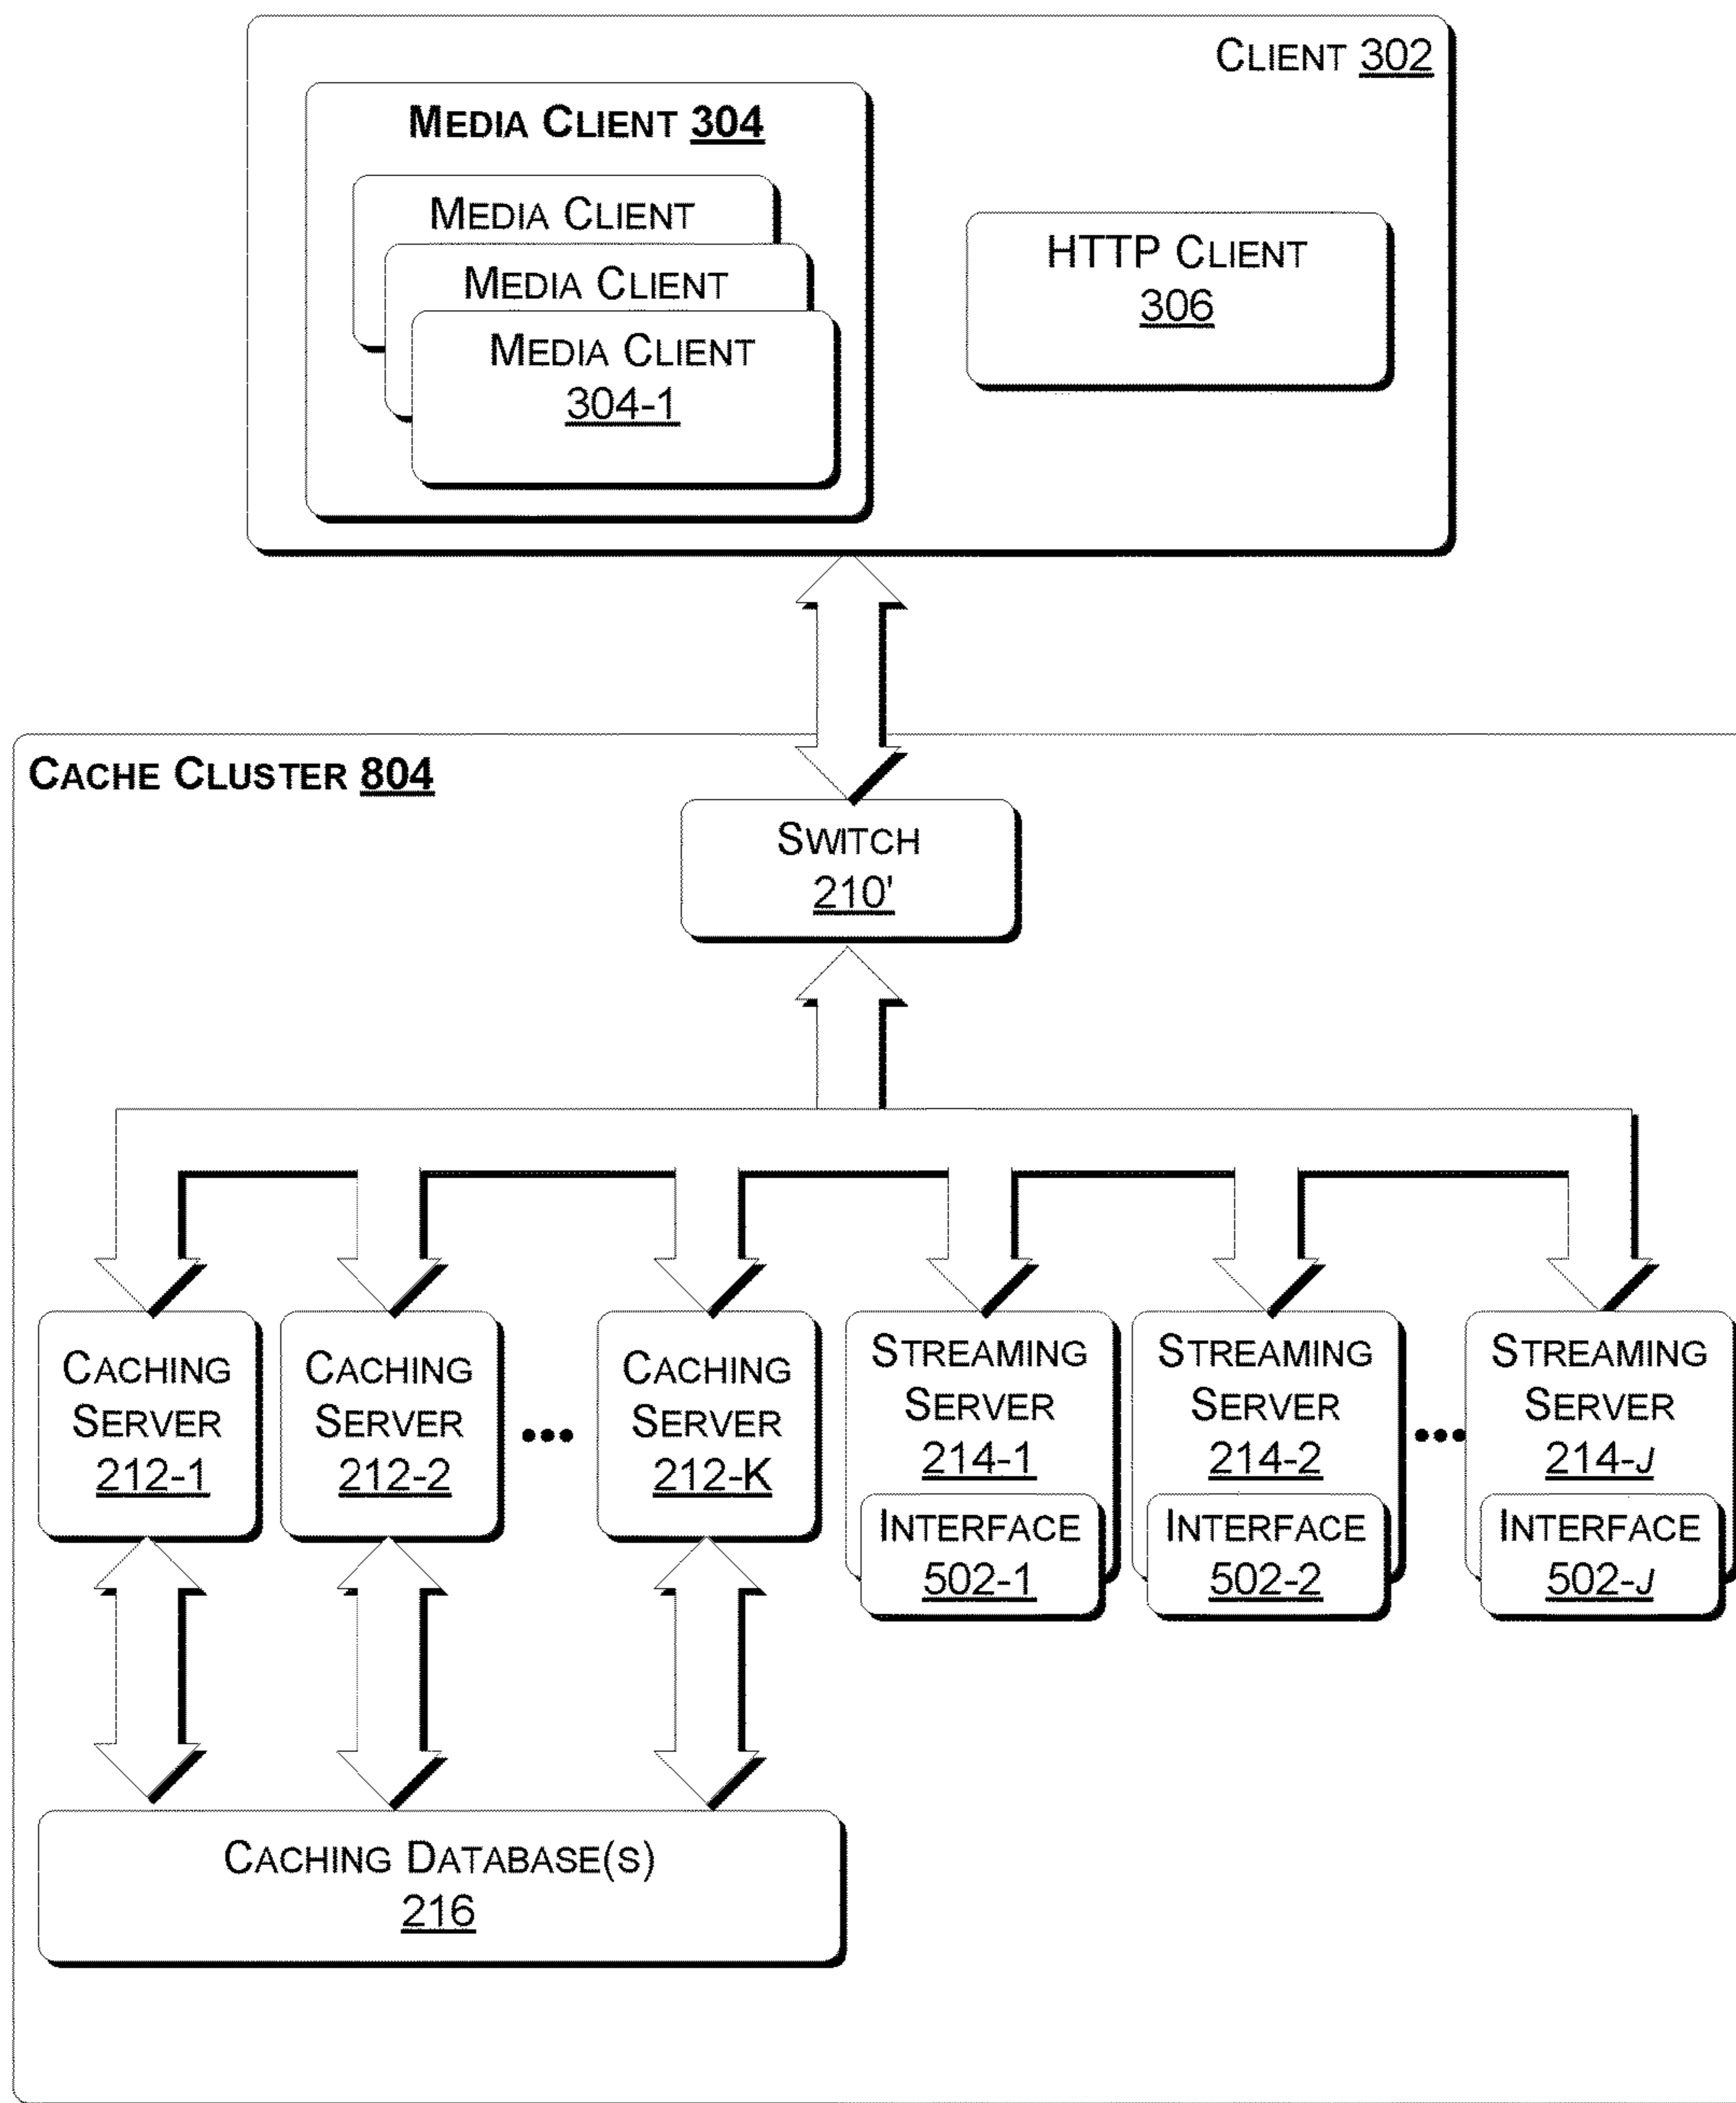 CLIENT 302
MEDIA CLIENT 304
MEDIA CLIENT
MEDIA CLIENT
MEDIA CLIENT
304-1
HTTP CLIENT
306
CACHE CLUSTER 804
SWITCH
210'
CACHING
SERVER
212-1
CACHING
SERVER
212-2
•••
CACHING
SERVER
212-K
STREAMING
SERVER
214-1
INTERFACE
502-1
STREAMING
SERVER
214-2
INTERFACE
502-2
•••
STREAMING
SERVER
214-J
INTERFACE
502-J
CACHING DATABASE(S)
216